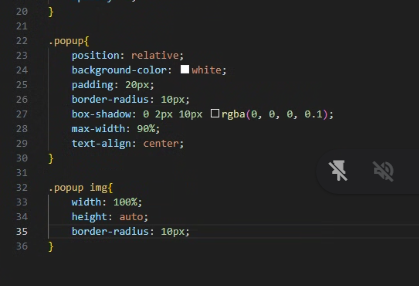 20 }
21
22 .popup{
23 position: relative;
24 background-color: white;
25 padding: 20px;
26 border-radius: 10px;
27 box-shadow: 0 2px 10px rgba(0, 0, 0, 0.1);
28 max-width: 90%;
29 text-align: center;
30 }
31
32 .popup img{
33 width: 100%;
34 height: auto;
35 border-radius: 10px;
36 }